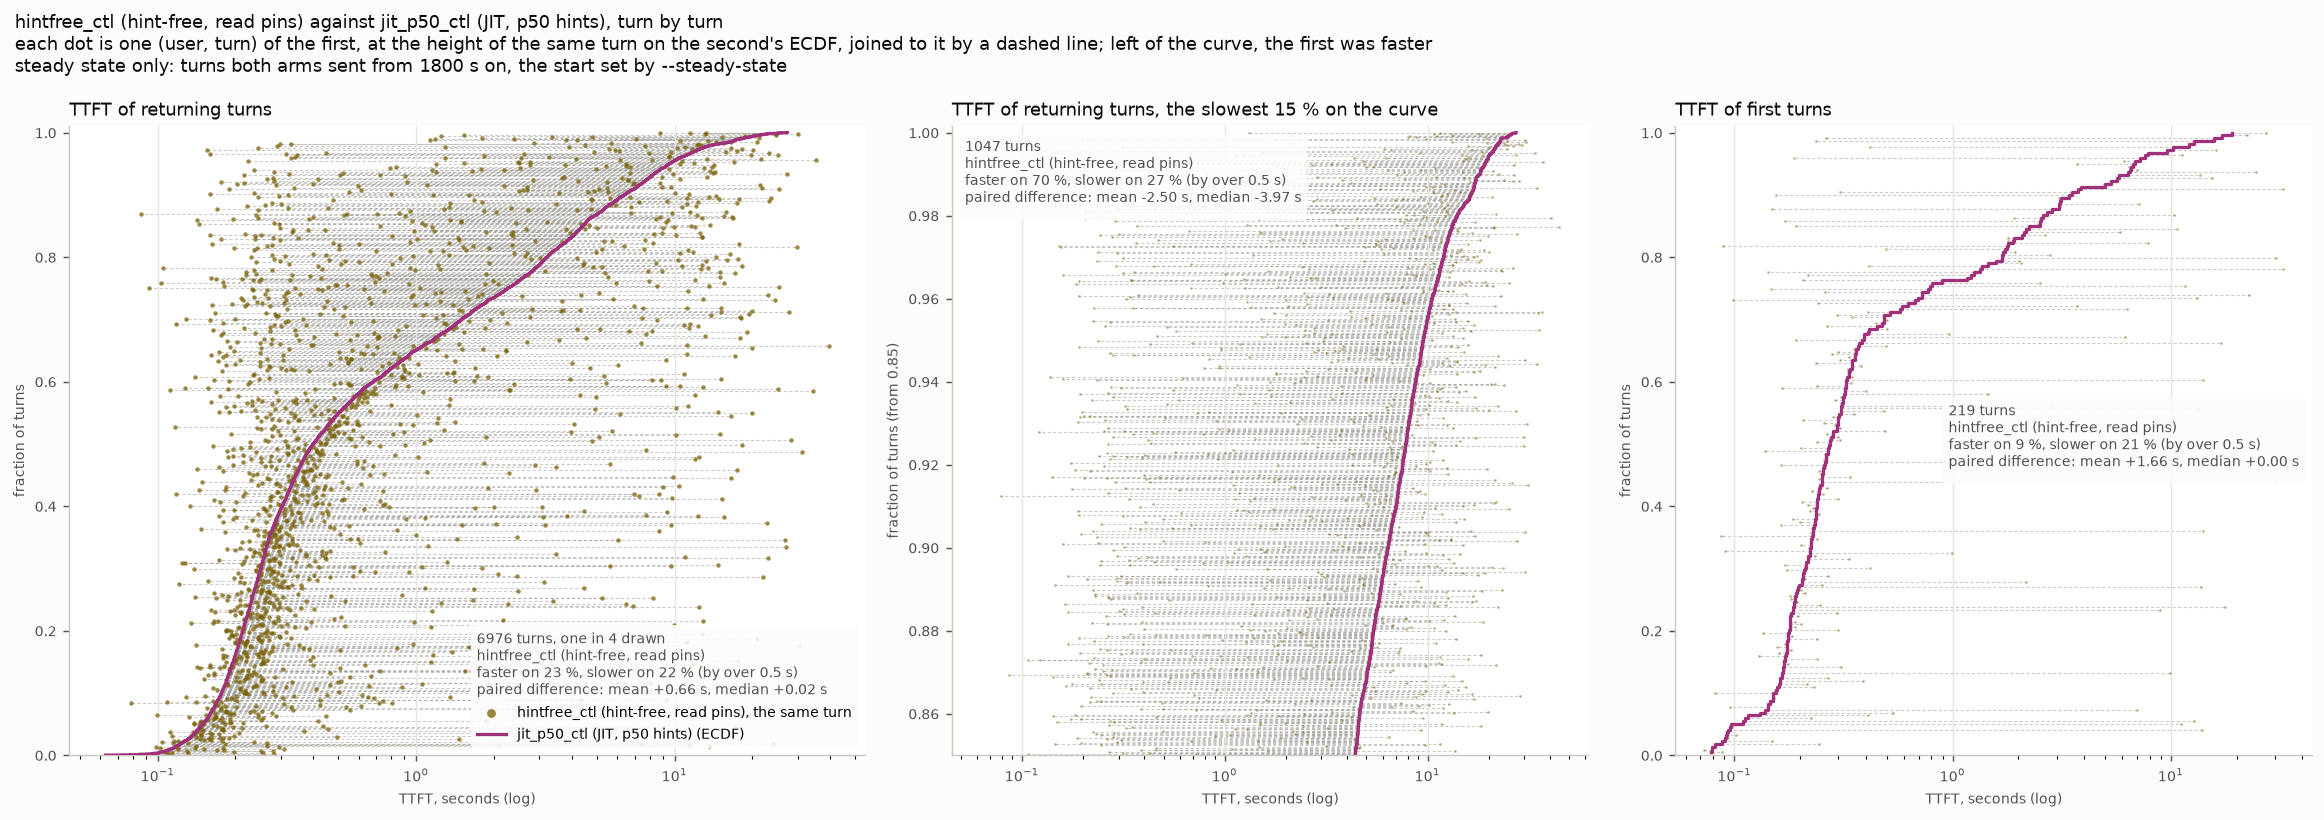 hintfree_ctl (hint-free, read pins) against jit_p50_ctl (JIT, p50 hints), turn by turn
each dot is one (user, turn) of the first, at the height of the same turn on the second's ECDF, joined to it by a dashed line; left of the curve, the first was faster
steady state only: turns both arms sent from 1800 s on, the start set by --steady-state
TTFT of returning turns
1.0
0.8
0.6
0.4
0.2
0.0
fraction of turns
6976 turns, one in 4 drawn
hintfree_ctl (hint-free, read pins)
faster on 23 %, slower on 22 % (by over 0.5 s)
paired difference: mean +0.66 s, median +0.02 s
hintfree_ctl (hint-free, read pins), the same turn
jit_p50_ctl (JIT, p50 hints) (ECDF)
10⁻¹ 10⁰ 10¹
TTFT, seconds (log)
TTFT of returning turns, the slowest 15 % on the curve
1047 turns
hintfree_ctl (hint-free, read pins)
faster on 70 %, slower on 27 % (by over 0.5 s)
paired difference: mean -2.50 s, median -3.97 s
1.00
0.98
0.96
0.94
0.92
0.90
0.88
0.86
fraction of turns (from 0.85)
10⁻¹ 10⁰ 10¹
TTFT, seconds (log)
TTFT of first turns
1.0
0.8
0.6
0.4
0.2
0.0
fraction of turns
219 turns
hintfree_ctl (hint-free, read pins)
faster on 9 %, slower on 21 % (by over 0.5 s)
paired difference: mean +1.66 s, median +0.00 s
10⁻¹ 10⁰ 10¹
TTFT, seconds (log)